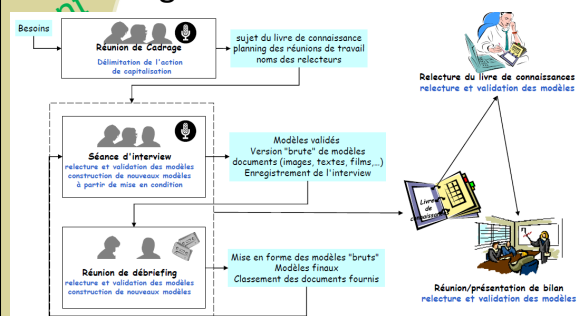 Besoins
Réunion de Cadrage
Délimitation de l'action
de capitalisation
sujet du livre de connaissance
planning des réunions de travail
noms des relecteurs
Relecture du livre de connaissances
relecture et validation des modèles
Séance d'interview
relecture et validation des modèles
construction de nouveaux modèles
à partir de mise en condition
Modèles validés
Version "brute" de modèles
documents (images, textes, films,...)
Enregistrement de l'interview
Livre
de
Réunion de débriefing
relecture et validation des modèles
construction de nouveaux modèles
Mise en forme des modèles "bruts"
Modèles finaux
Classement des documents fournis
Réunion/présentation de bilan
relecture et validation des modèles